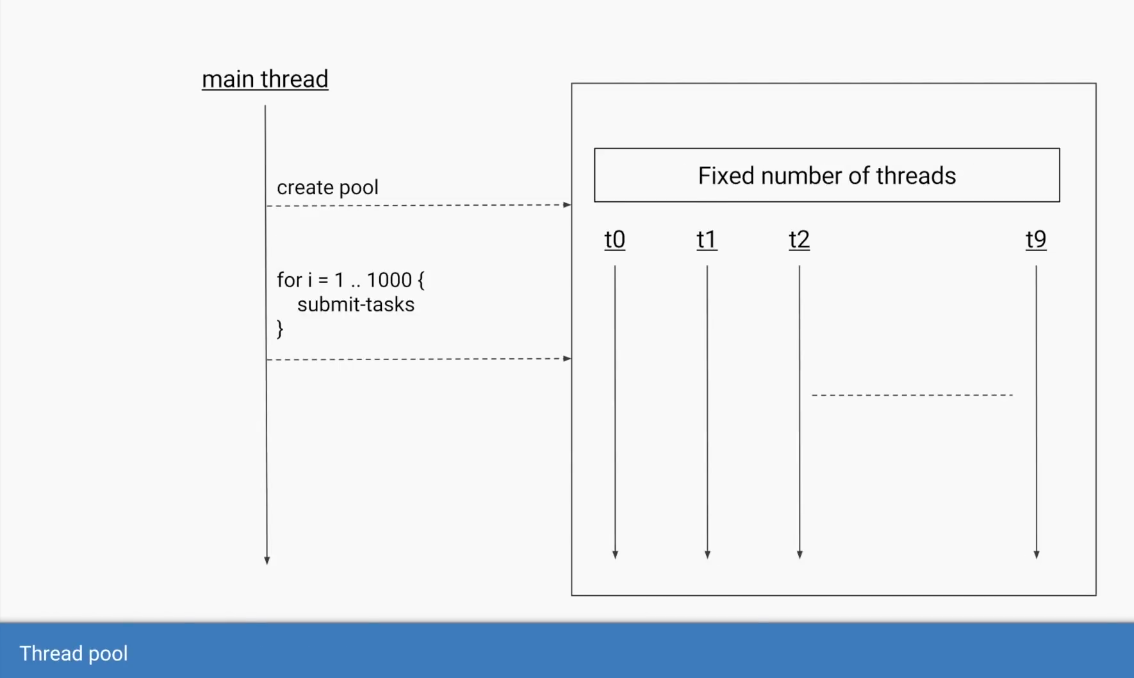 main thread
create pool
for i = 1 .. 1000 {
submit-tasks
}
Fixed number of threads
t0 t1 t2 t9
Thread pool